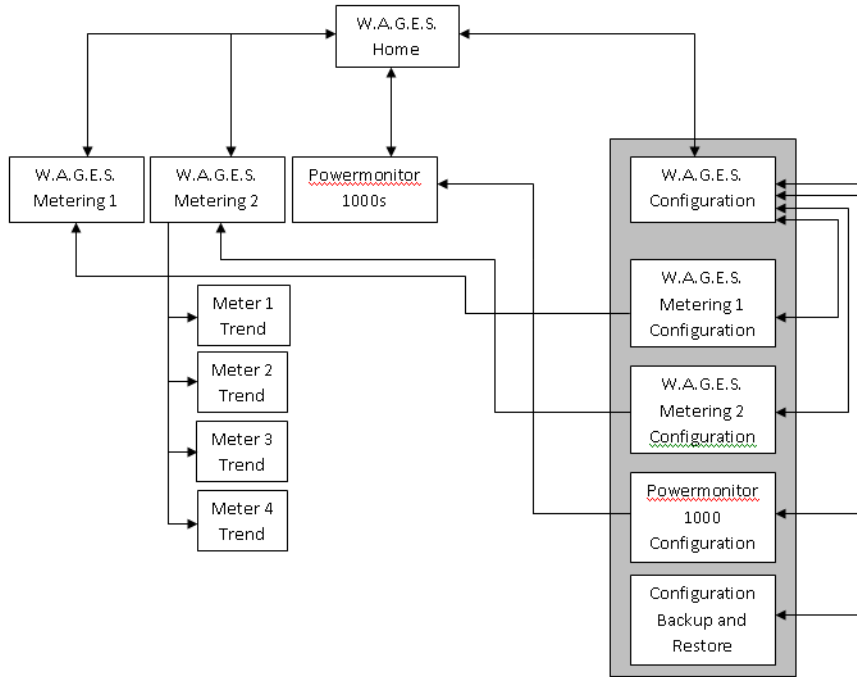 W.A.G.E.S.
Home
W.A.G.E.S.
Metering 1
W.A.G.E.S.
Metering 2
Powermonitor
1000s
W.A.G.E.S.
Configuration
W.A.G.E.S.
Metering 1
Configuration
Meter 1
Trend
Meter 2
Trend
W.A.G.E.S.
Metering 2
Configuration
Meter 3
Trend
Meter 4
Trend
Powermonitor
1000
Configuration
Configuration
Backup and
Restore